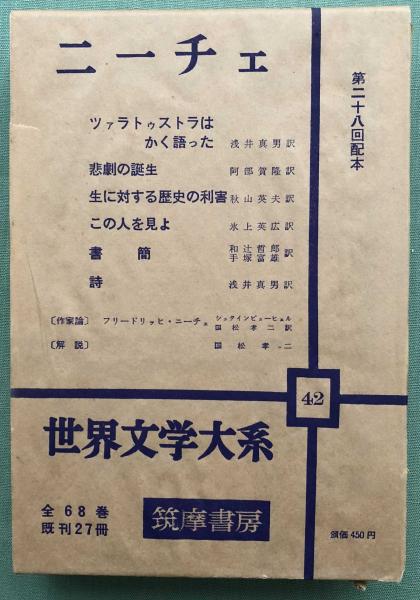 ニーチェ
第二十八回配本
ツァラトゥストラは
かく語った 浅井真男訳
悲劇の誕生 阿部賀隆訳
生に対する歴史の利害 秋山英夫訳
この人を見よ 氷上英広訳
書簡 和辻哲郎 手塚富雄 訳
詩 浅井真男訳
〔作家論〕 フリードリッヒ・ニーチェ シュタインビューヒェル 国松孝二訳
〔解説〕 国松孝二
42
世界文学大系
全68巻
既刊27冊
筑摩書房
頒価450円